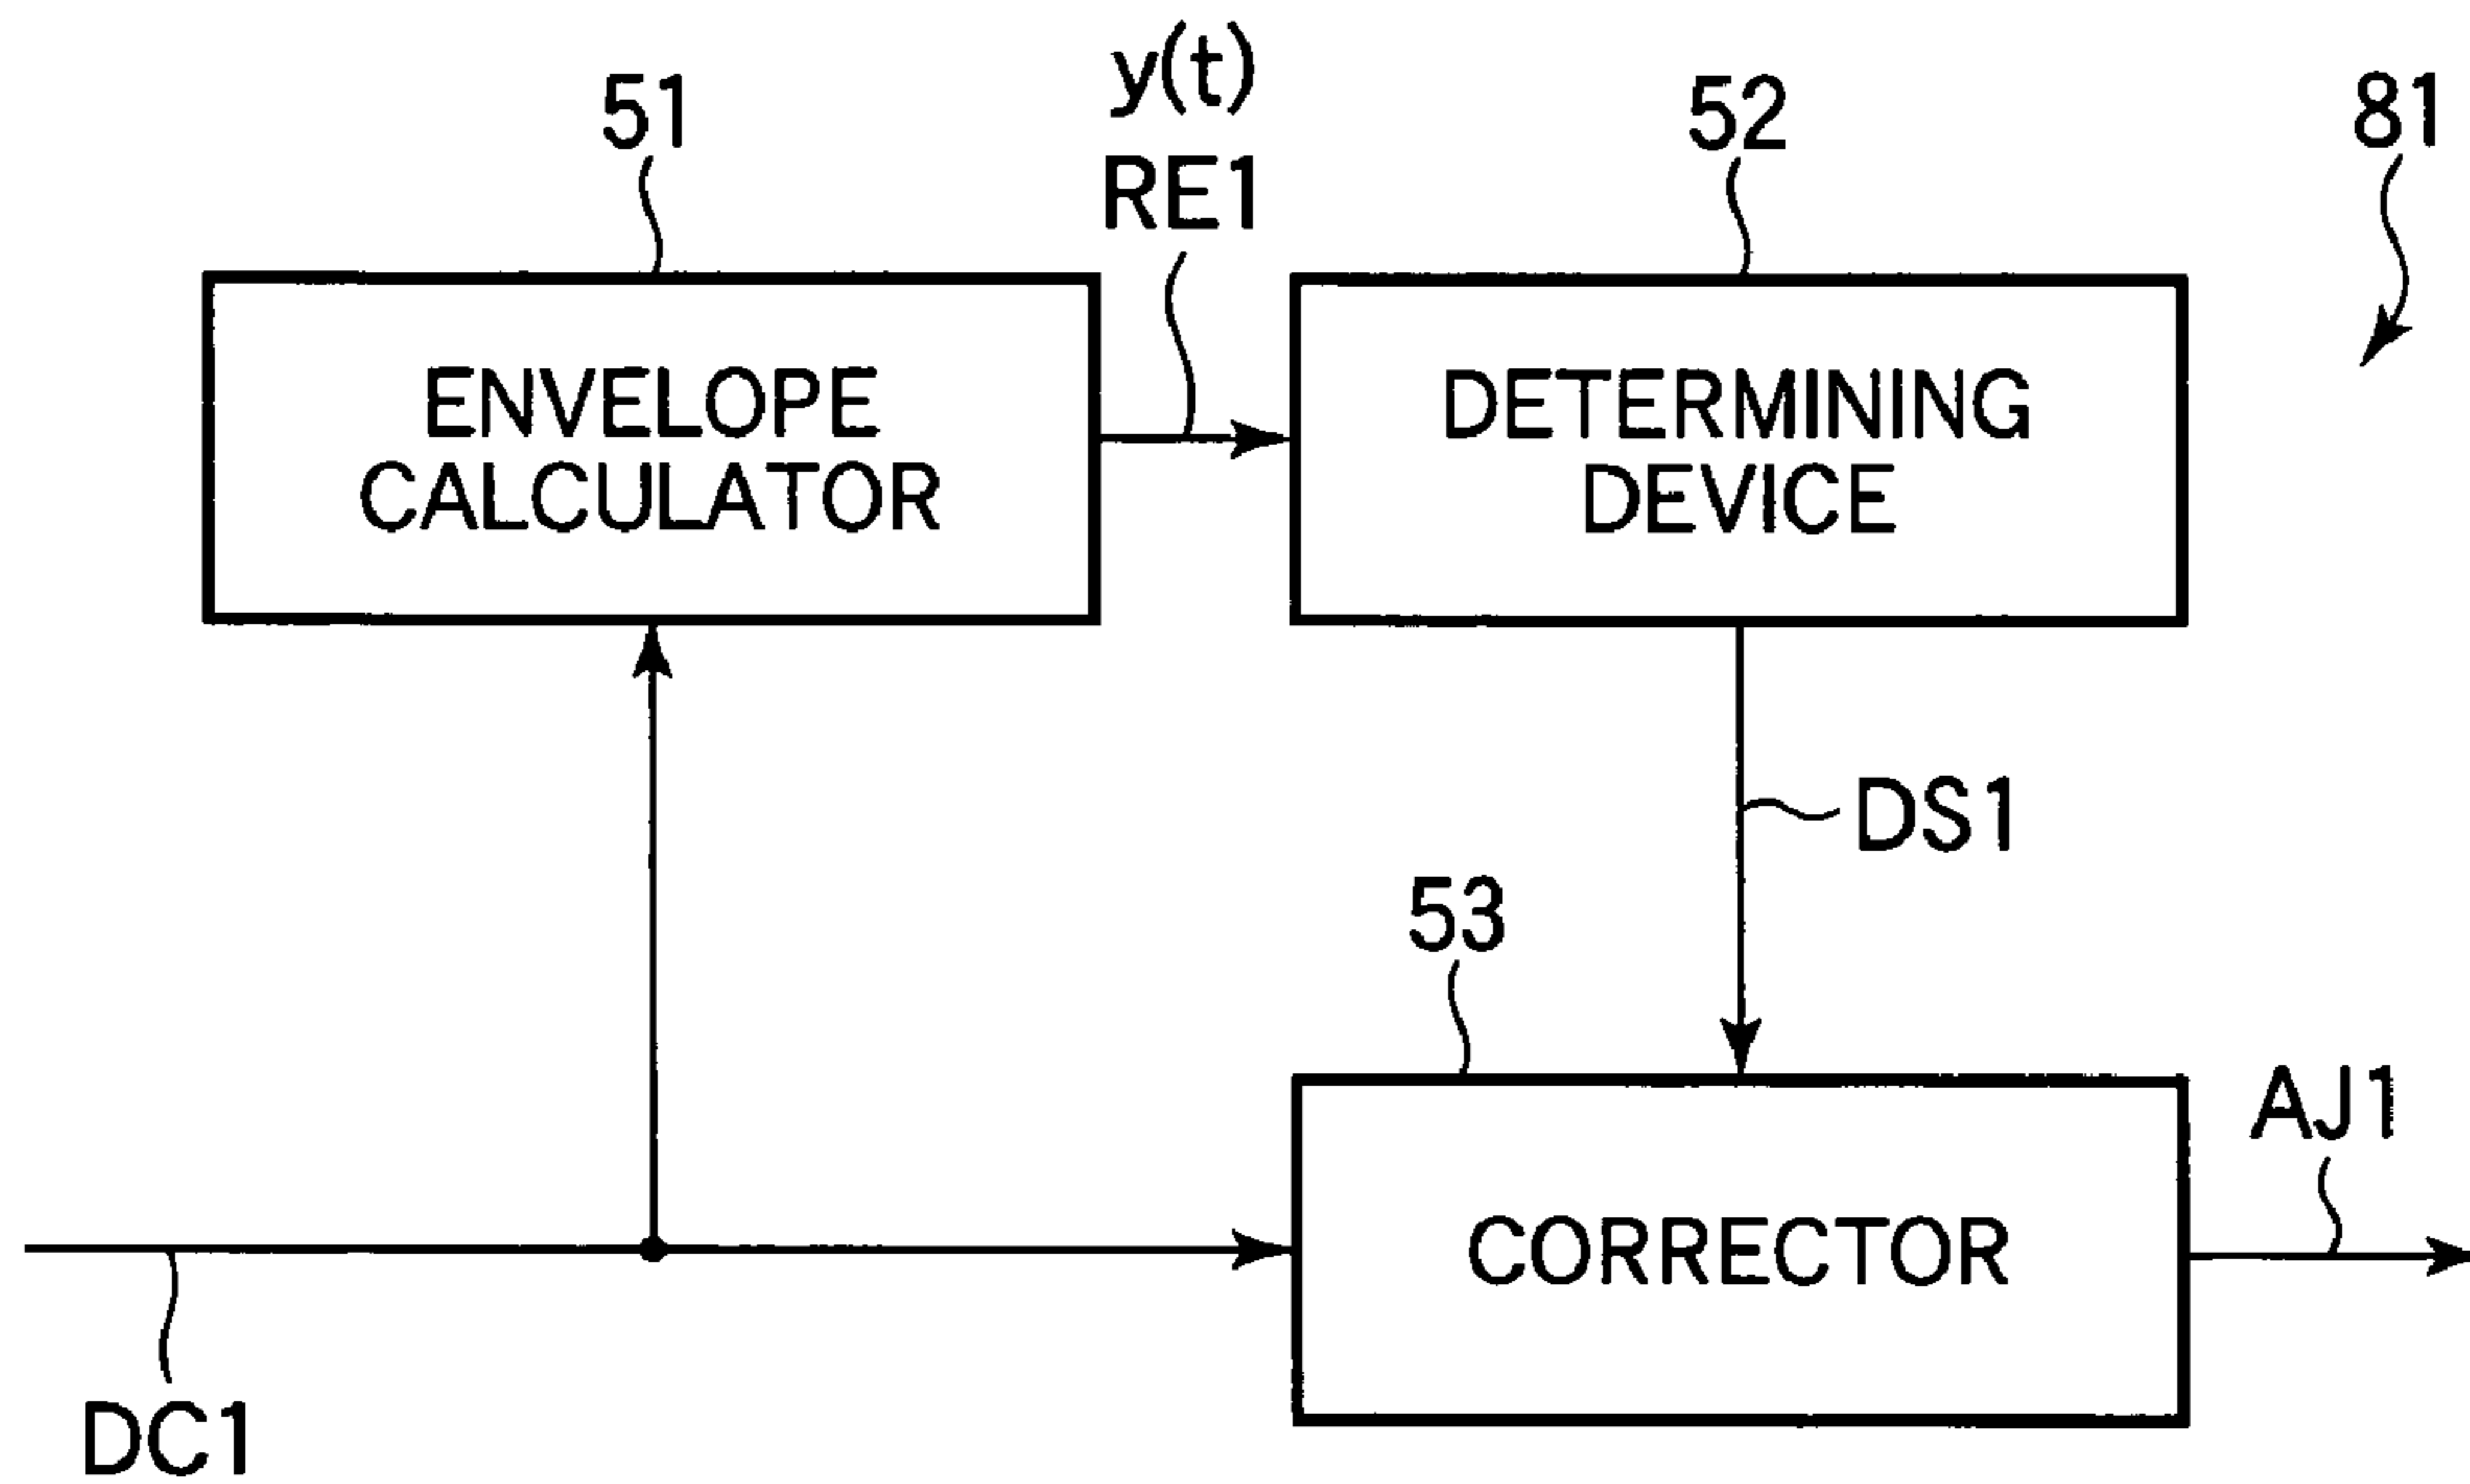 y(t)
51
RE1
52
81
ENVELOPE
CALCULATOR
DETERMINING
DEVICE
DS1
53
CORRECTOR
AJ1
DC1